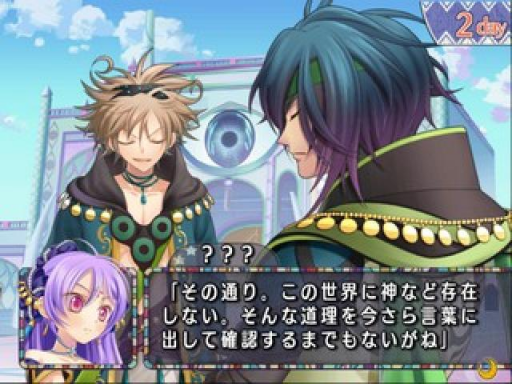 2 day
？？？
「その通り。この世界に神など存在
しない。そんな道理を今さら言葉に
出して確認するまでもないがね」